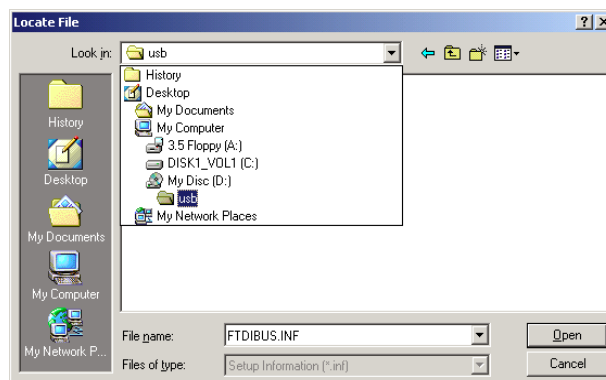 Locate File
Look in:
usb
History
Desktop
My Documents
My Computer
3.5 Floppy (A:)
DISK1_VOL1 (C:)
My Disc (D:)
usb
My Network Places
History
Desktop
My Documents
My Computer
My Network P...
File name:
FTDIBUS.INF
Open
Files of type:
Setup Information (*.inf)
Cancel